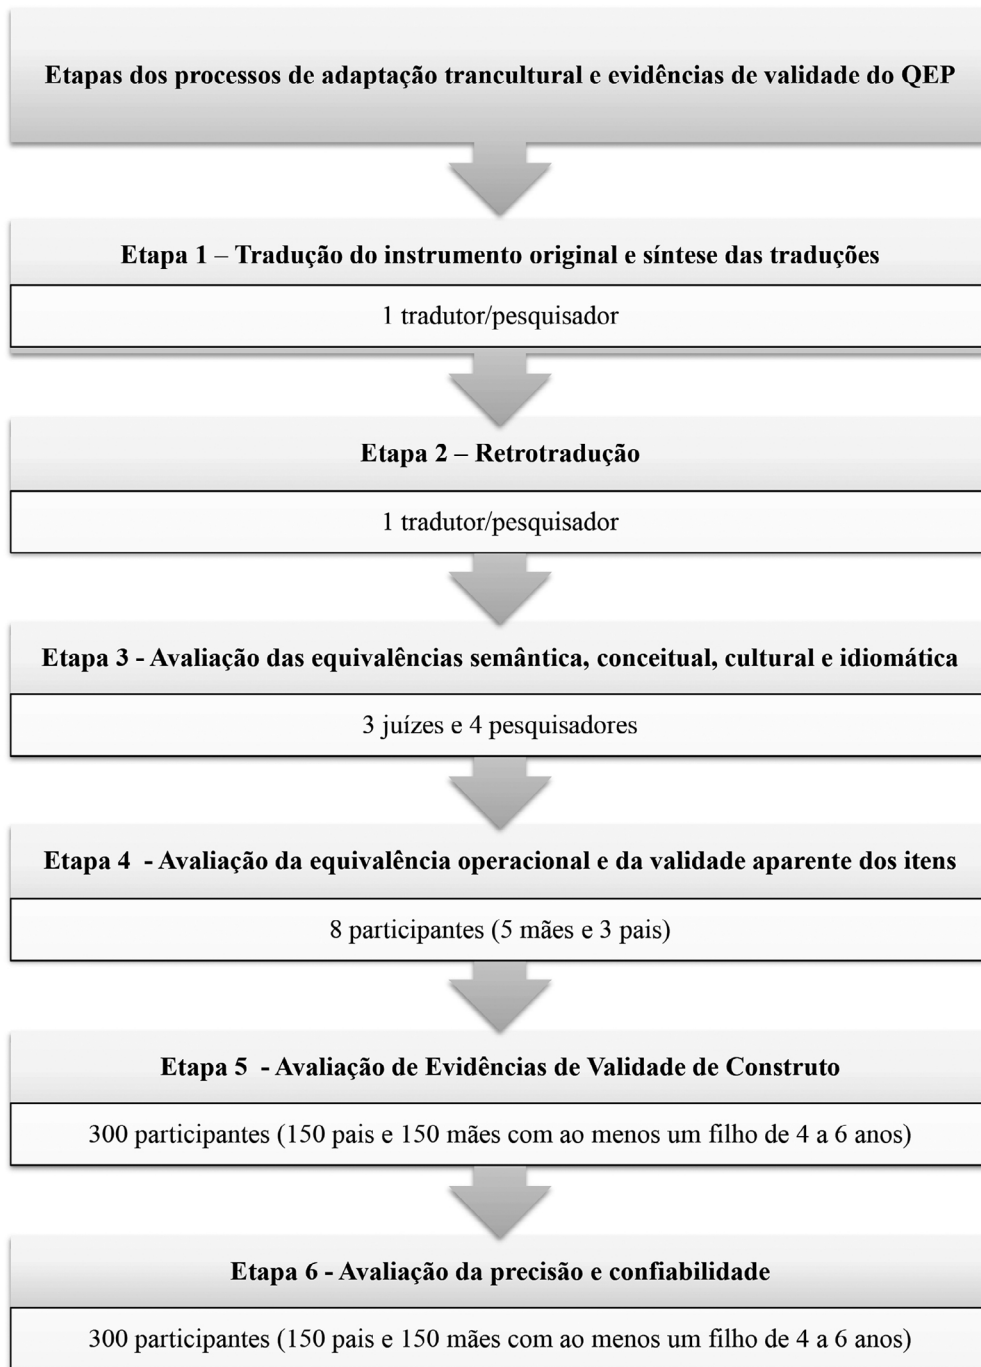 Etapas dos processos de adaptação trancultural e evidências de validade do QEP
Etapa 1 – Tradução do instrumento original e síntese das traduções
1 tradutor/pesquisador
Etapa 2 – Retrotradução
1 tradutor/pesquisador
Etapa 3 - Avaliação das equivalências semântica, conceitual, cultural e idiomática
3 juízes e 4 pesquisadores
Etapa 4 - Avaliação da equivalência operacional e da validade aparente dos itens
8 participantes (5 mães e 3 pais)
Etapa 5 - Avaliação de Evidências de Validade de Construto
300 participantes (150 pais e 150 mães com ao menos um filho de 4 a 6 anos)
Etapa 6 - Avaliação da precisão e confiabilidade
300 participantes (150 pais e 150 mães com ao menos um filho de 4 a 6 anos)